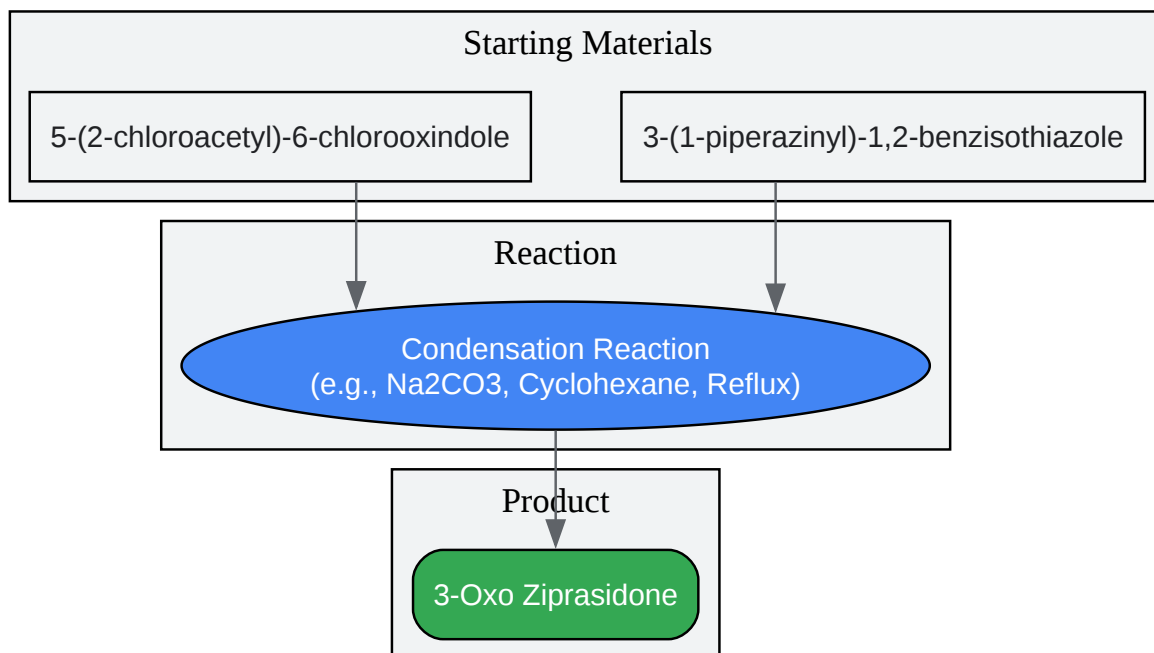 Starting Materials
5-(2-chloroacetyl)-6-chlorooxindole
3-(1-piperazinyl)-1,2-benzisothiazole
Reaction
Condensation Reaction
(e.g., Na2CO3, Cyclohexane, Reflux)
Product
3-Oxo Ziprasidone